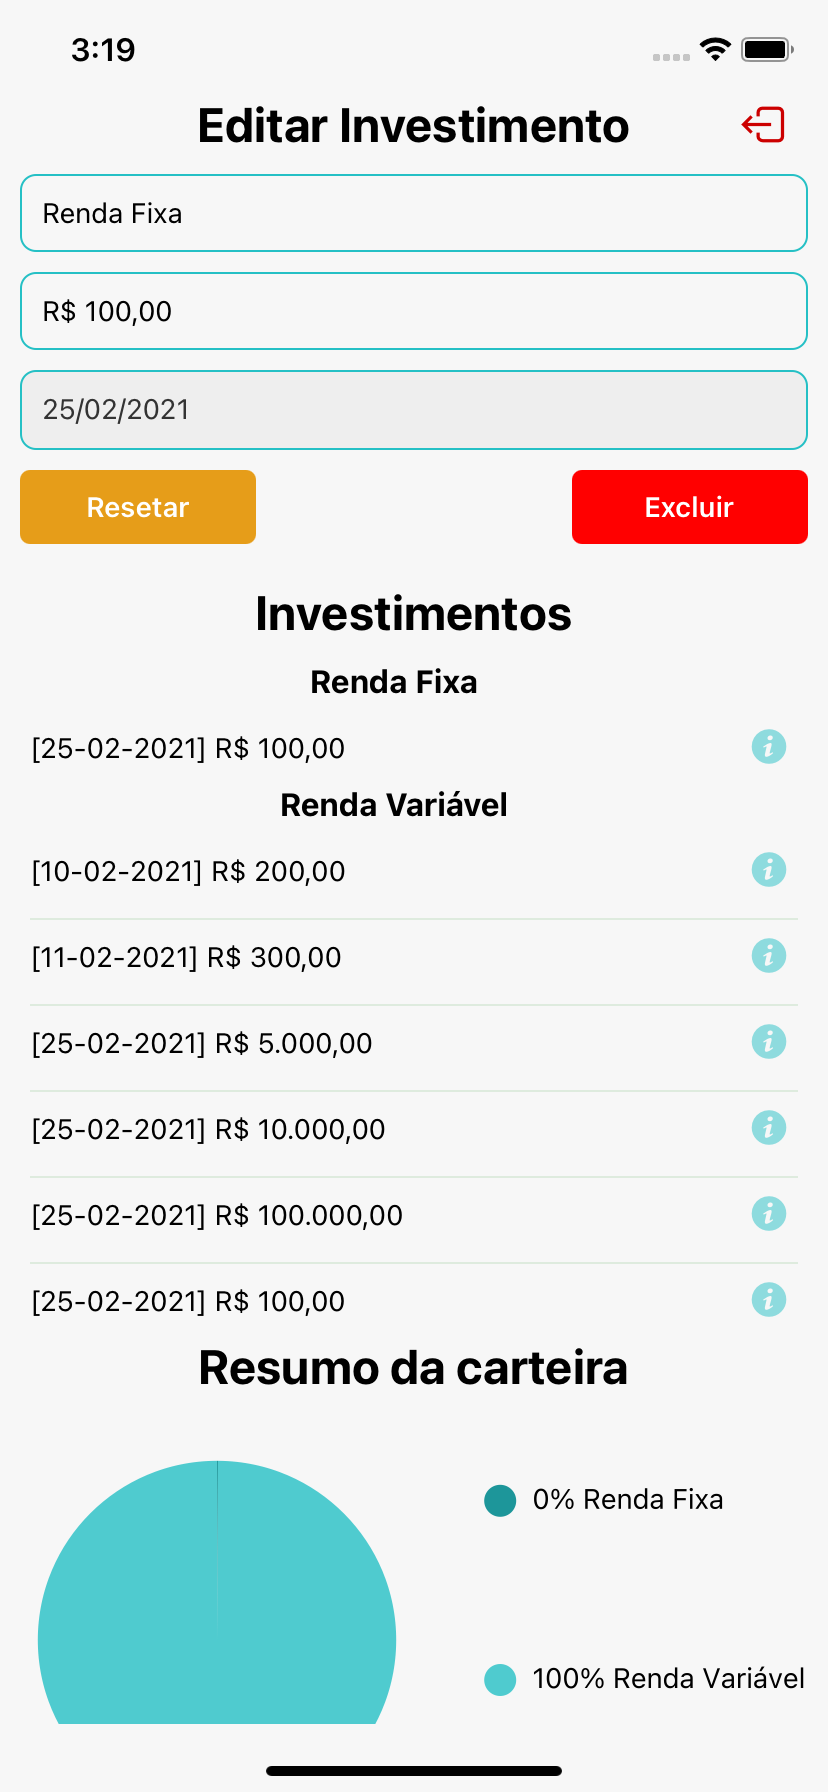 3:19
Editar Investimento
Renda Fixa
R$ 100,00
25/02/2021
Resetar
Excluir
Investimentos
Renda Fixa
[25-02-2021] R$ 100,00
Renda Variável
[10-02-2021] R$ 200,00
[11-02-2021] R$ 300,00
[25-02-2021] R$ 5.000,00
[25-02-2021] R$ 10.000,00
[25-02-2021] R$ 100.000,00
[25-02-2021] R$ 100,00
Resumo da carteira
0% Renda Fixa
100% Renda Variável